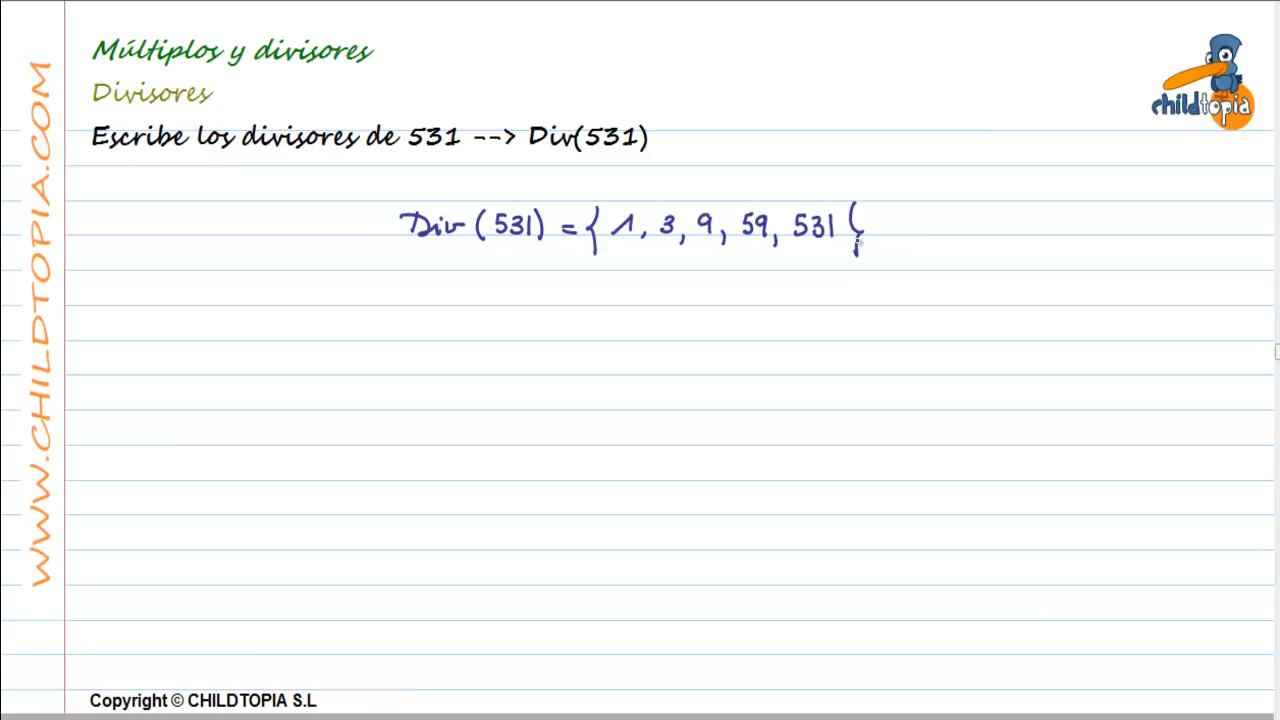 Múltiplos y divisores
Divisores
childtopia
Escribe los divisores de 531 --> Div(531)
Div (531) = { 1, 3, 9, 59, 531 }
WWW.CHILDTOPIA.COM
Copyright © CHILDTOPIA S.L